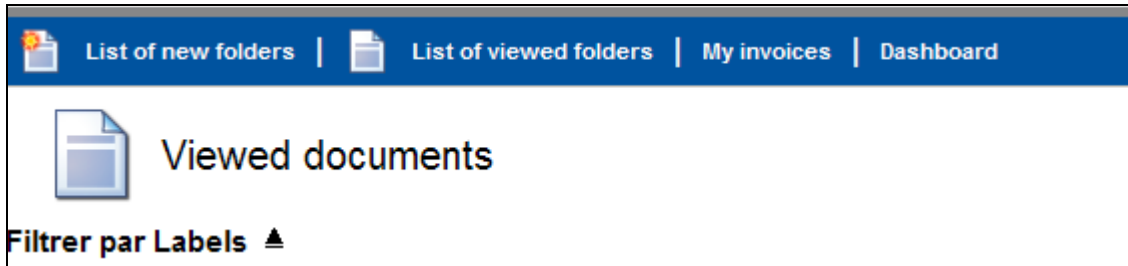 List of new folders | List of viewed folders | My invoices | Dashboard
Viewed documents
Filtrer par Labels